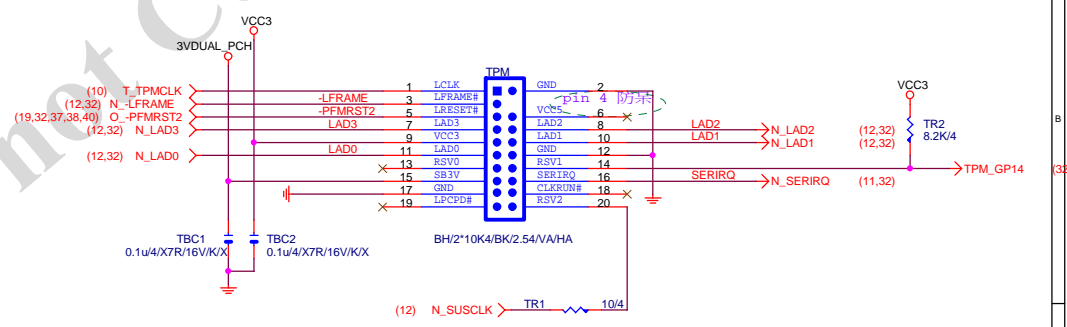 not C
VCC3
3VDUAL_PCH
TPM
VCC3
(10) T_TPMCLK 1 LCLK GND 2
(12,32) N_-LFRAME -LFRAME 3 LFRAME# pin 4 防呆
(19,32,37,38,40) O_-PFMRST2 -PFMRST2 5 LRESET# VCC5 6
(12,32) N_LAD3 LAD3 7 LAD3 LAD2 8 LAD2 N_LAD2 (12,32)
9 VCC3 LAD1 10 LAD1 N_LAD1 (12,32)
(12,32) N_LAD0 LAD0 11 LAD0 GND 12
13 RSV0 RSV1 14 TPM_GP14 (32
15 SB3V SERIRQ 16 SERIRQ N_SERIRQ (11,32)
17 GND CLKRUN# 18
19 LPCPD# RSV2 20
TR2
8.2K/4
B
TBC1
0.1u/4/X7R/16V/K/X
TBC2
0.1u/4/X7R/16V/K/X
BH/2*10K4/BK/2.54/VA/HA
(12) N_SUSCLK TR1 10/4